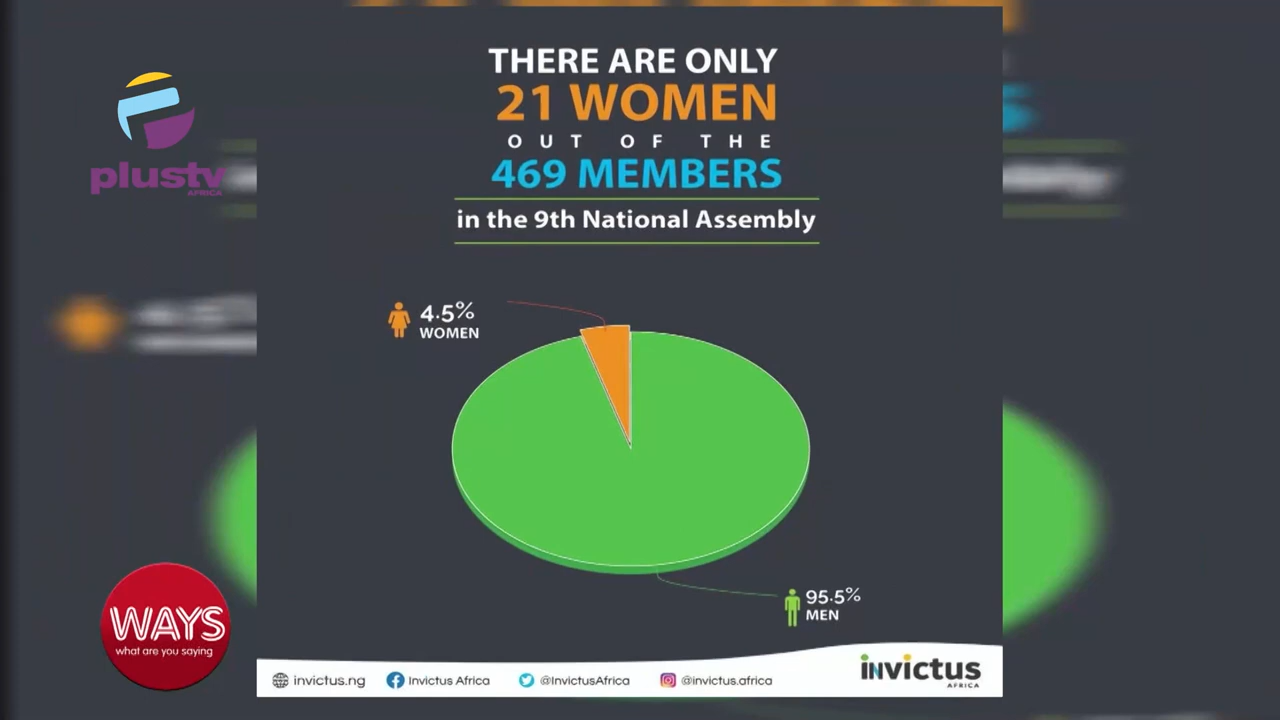 THERE ARE ONLY
21 WOMEN
OUT OF THE
469 MEMBERS
in the 9th National Assembly
plustv
AFRICA
4.5%
WOMEN
95.5%
MEN
WAYS
what are you saying
invictus.ng
Invictus Africa
@InvictusAfrica
@invictus.africa
invictus
AFRICA